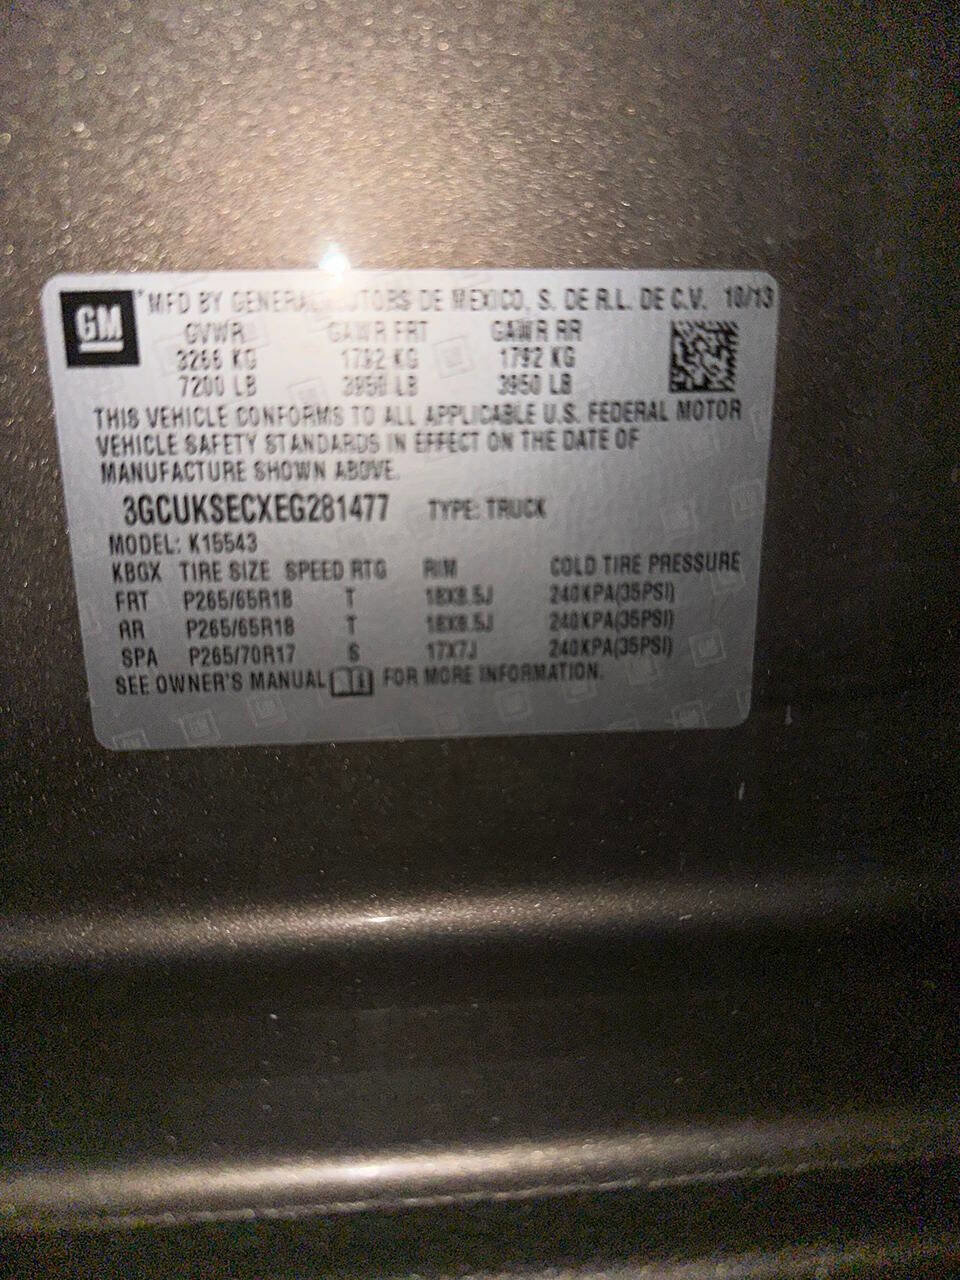 GM
MFD BY GENERAL MOTORS DE MEXICO, S. DE R.L. DE C.V. 10/13
GVWR GAWR FRT GAWR RR
3266 KG 1792 KG 1792 KG
7200 LB 3950 LB 3950 LB
THIS VEHICLE CONFORMS TO ALL APPLICABLE U.S. FEDERAL MOTOR
VEHICLE SAFETY STANDARDS IN EFFECT ON THE DATE OF
MANUFACTURE SHOWN ABOVE.
3GCUKSECXEG281477 TYPE: TRUCK
MODEL: K15543
KBGX TIRE SIZE SPEED RTG RIM COLD TIRE PRESSURE
FRT P265/65R18 T 18X8.5J 240KPA(35PSI)
RR P265/65R18 T 18X8.5J 240KPA(35PSI)
SPA P265/70R17 S 17X7J 240KPA(35PSI)
SEE OWNER'S MANUAL FOR MORE INFORMATION.